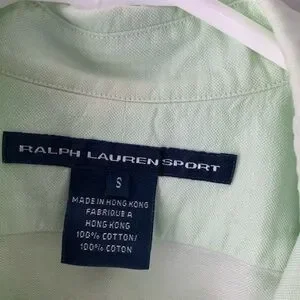 RALPH LAUREN SPORT
S
MADE IN HONG KONG
FABRIQUE A
HONG KONG
100% COTTON/
100% COTON